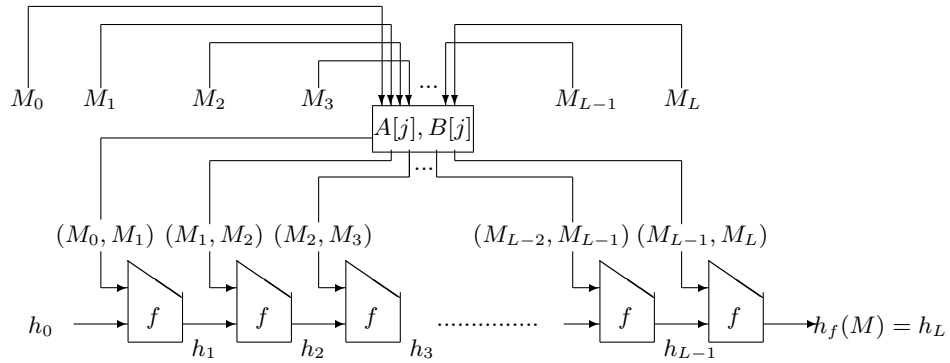 ...
M_0 M_1 M_2 M_3 M_{L-1} M_L
A[j], B[j]
...
(M_0, M_1) (M_1, M_2) (M_2, M_3) (M_{L-2}, M_{L-1}) (M_{L-1}, M_L)
f f f f f
h_0 ................ h_f(M) = h_L
h_1 h_2 h_3 h_{L-1}